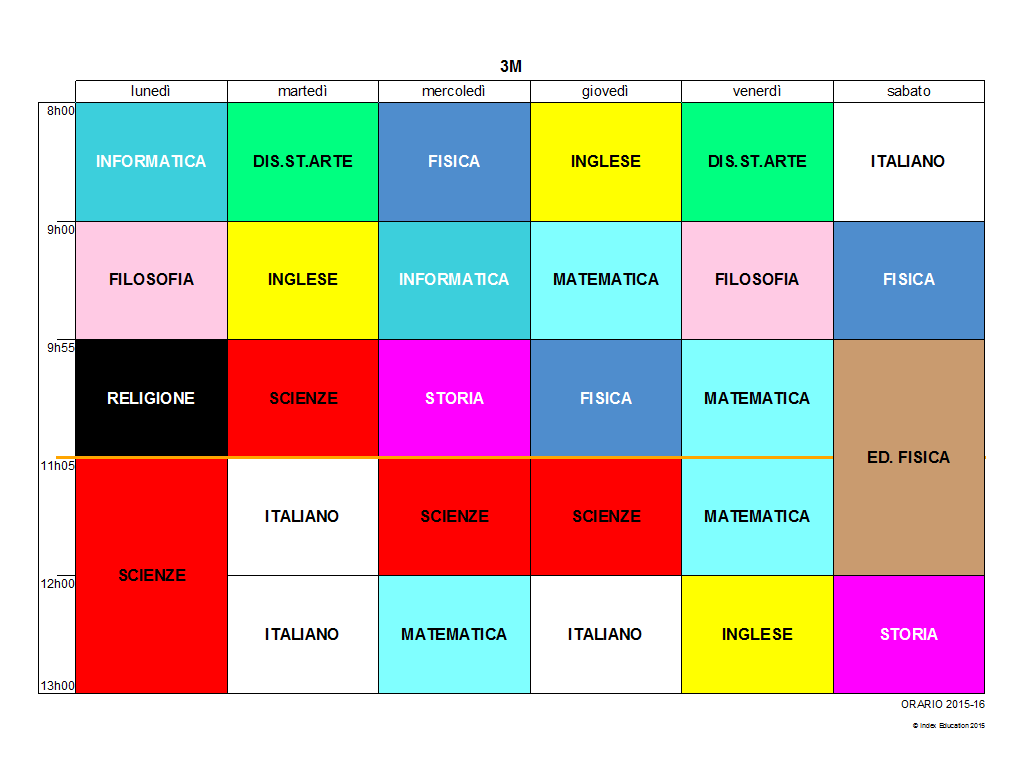 3M
lunedì martedì mercoledì giovedì venerdì sabato
8h00
INFORMATICA DIS.ST.ARTE FISICA INGLESE DIS.ST.ARTE ITALIANO
9h00
FILOSOFIA INGLESE INFORMATICA MATEMATICA FILOSOFIA FISICA
9h55
RELIGIONE SCIENZE STORIA FISICA MATEMATICA
ED. FISICA
11h05
ITALIANO SCIENZE SCIENZE MATEMATICA
SCIENZE
12h00
ITALIANO MATEMATICA ITALIANO INGLESE STORIA
13h00
ORARIO 2015-16
© Index Education 2015